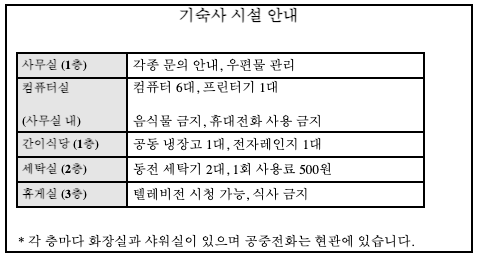 기숙사 시설 안내
사무실 (1층) 각종 문의 안내, 우편물 관리
컴퓨터실 컴퓨터 6대, 프린터기 1대
(사무실 내) 음식물 금지, 휴대전화 사용 금지
간이식당 (1층) 공동 냉장고 1대, 전자레인지 1대
세탁실 (2층) 동전 세탁기 2대, 1회 사용료 500원
휴게실 (3층) 텔레비전 시청 가능, 식사 금지
* 각 층마다 화장실과 샤워실이 있으며 공중전화는 현관에 있습니다.